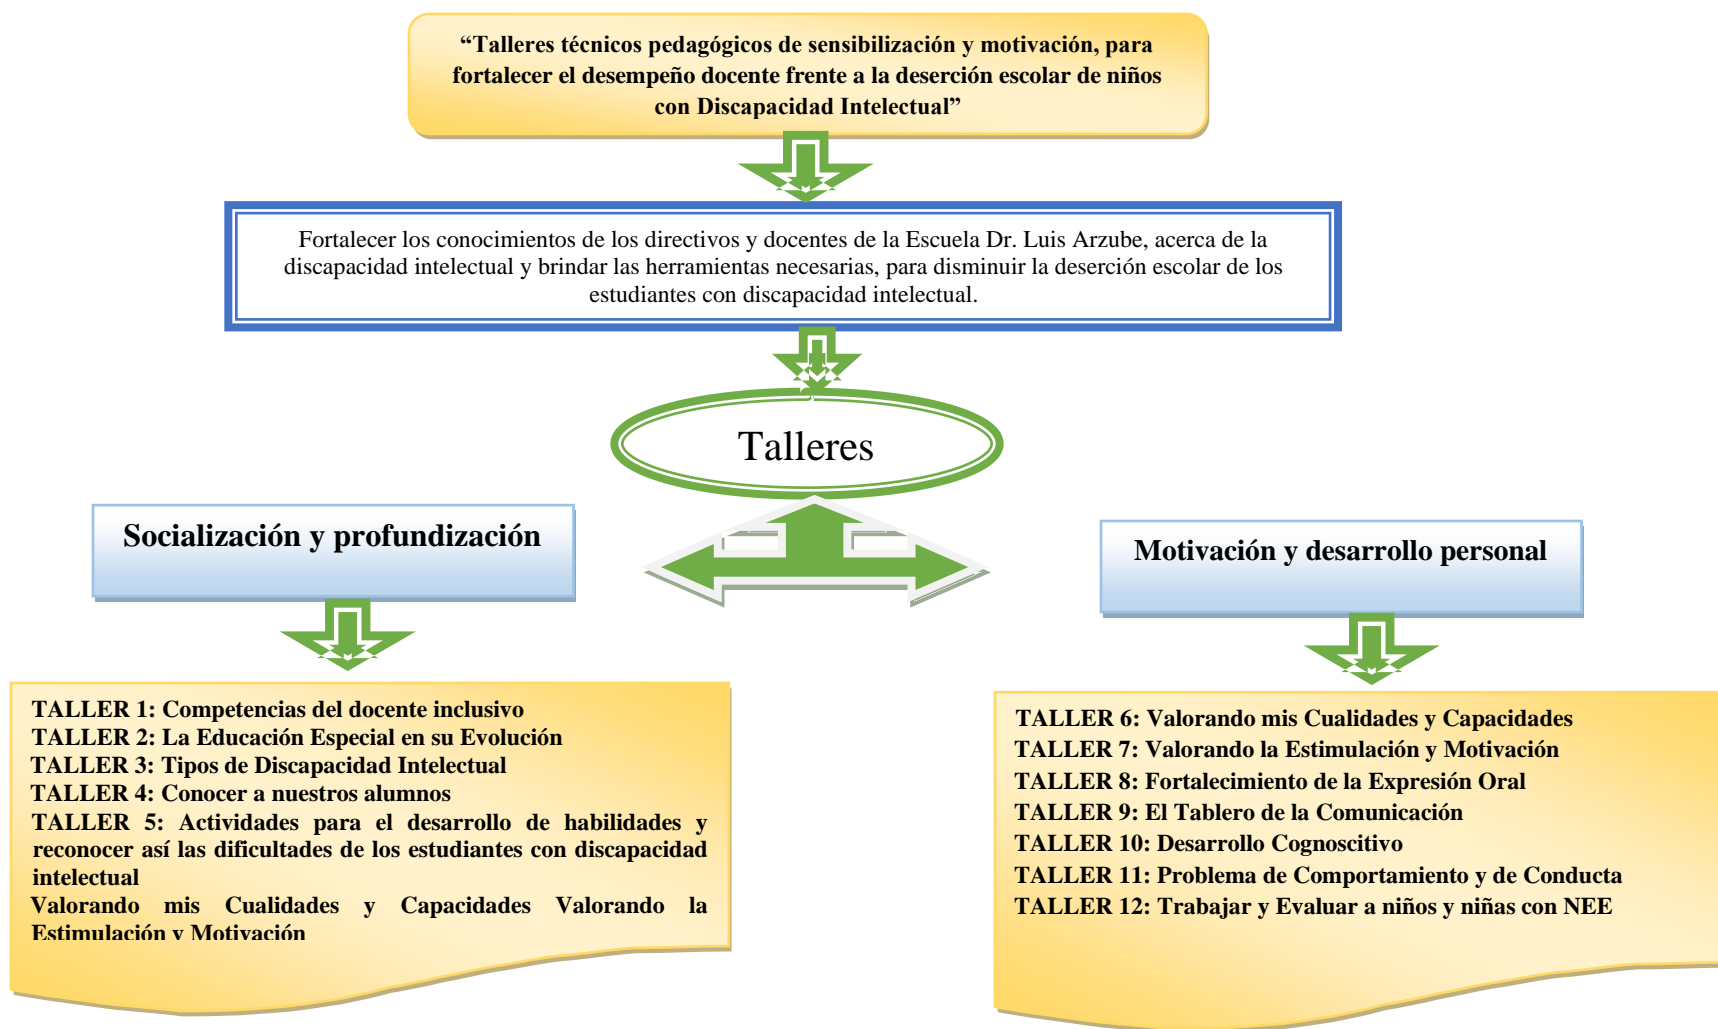 “Talleres técnicos pedagógicos de sensibilización y motivación, para
fortalecer el desempeño docente frente a la deserción escolar de niños
con Discapacidad Intelectual”
Fortalecer los conocimientos de los directivos y docentes de la Escuela Dr. Luis Arzube, acerca de la
discapacidad intelectual y brindar las herramientas necesarias, para disminuir la deserción escolar de los
estudiantes con discapacidad intelectual.
Talleres
Socialización y profundización
Motivación y desarrollo personal
TALLER 1: Competencias del docente inclusivo
TALLER 2: La Educación Especial en su Evolución
TALLER 3: Tipos de Discapacidad Intelectual
TALLER 4: Conocer a nuestros alumnos
TALLER 5: Actividades para el desarrollo de habilidades y
reconocer así las dificultades de los estudiantes con discapacidad
intelectual
Valorando mis Cualidades y Capacidades Valorando la
Estimulación y Motivación
TALLER 6: Valorando mis Cualidades y Capacidades
TALLER 7: Valorando la Estimulación y Motivación
TALLER 8: Fortalecimiento de la Expresión Oral
TALLER 9: El Tablero de la Comunicación
TALLER 10: Desarrollo Cognoscitivo
TALLER 11: Problema de Comportamiento y de Conducta
TALLER 12: Trabajar y Evaluar a niños y niñas con NEE